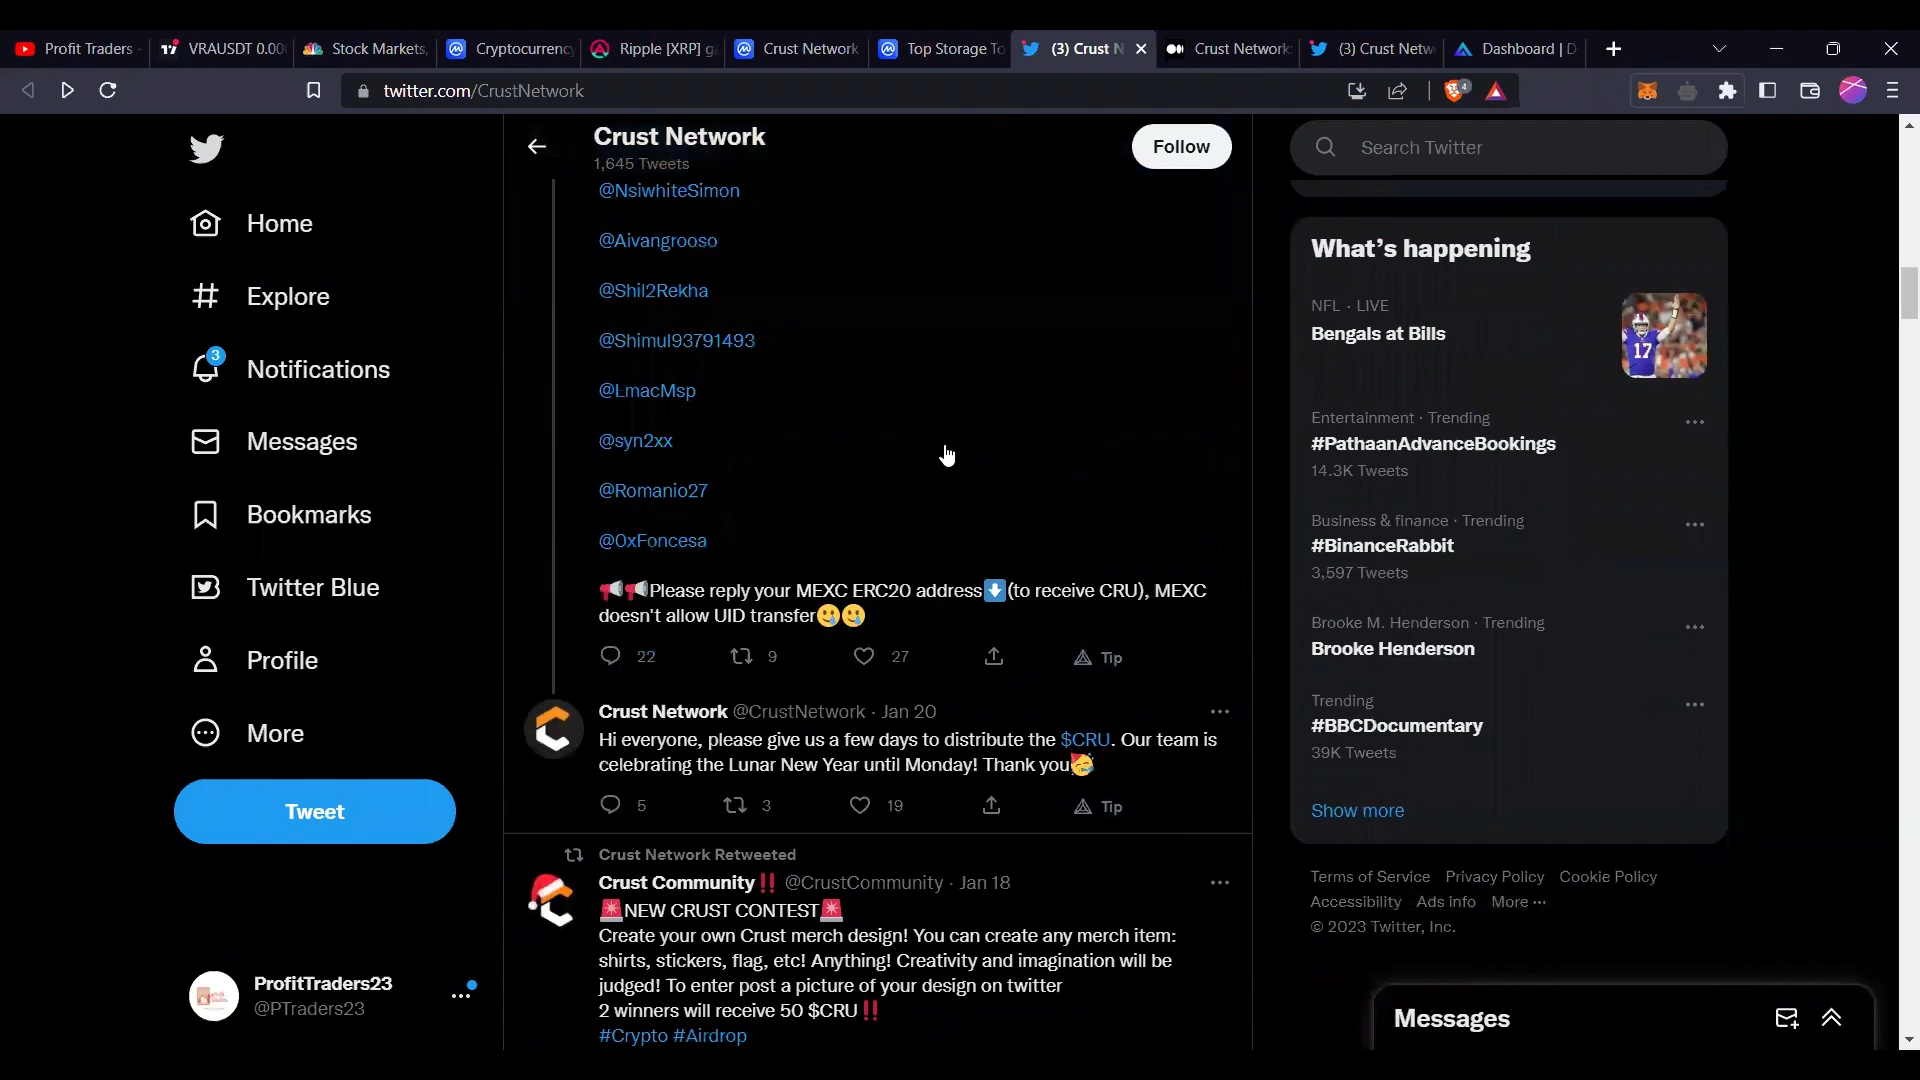 Profit Traders
VRAUSDT 0.00
Stock Markets,
Cryptocurrency
Ripple [XRP] g
Crust Network
Top Storage To
(3) Crust N
Crust Network:
(3) Crust Netw
Dashboard | D
twitter.com/CrustNetwork
4
Crust Network
1,645 Tweets
Follow
Search Twitter
Home
Explore
3
Notifications
Messages
Bookmarks
Twitter Blue
Profile
More
Tweet
ProfitTraders23
@PTraders23
@NsiwhiteSimon
@Aivangrooso
@Shil2Rekha
@Shimul93791493
@LmacMsp
@syn2xx
@Romanio27
@0xFoncesa
📢📢Please reply your MEXC ERC20 address⬇️(to receive CRU), MEXC
doesn't allow UID transfer🥲🥲
22 9 27 Tip
Crust Network @CrustNetwork · Jan 20
Hi everyone, please give us a few days to distribute the $CRU. Our team is
celebrating the Lunar New Year until Monday! Thank you🥳
5 3 19 Tip
Crust Network Retweeted
Crust Community‼️ @CrustCommunity · Jan 18
🚨NEW CRUST CONTEST🚨
Create your own Crust merch design! You can create any merch item:
shirts, stickers, flag, etc! Anything! Creativity and imagination will be
judged! To enter post a picture of your design on twitter
2 winners will receive 50 $CRU‼️
#Crypto #Airdrop
What's happening
NFL · LIVE
Bengals at Bills
17
Entertainment · Trending
#PathaanAdvanceBookings
14.3K Tweets
Business & finance · Trending
#BinanceRabbit
3,597 Tweets
Brooke M. Henderson · Trending
Brooke Henderson
Trending
#BBCDocumentary
39K Tweets
Show more
Terms of Service Privacy Policy Cookie Policy
Accessibility Ads info More ···
© 2023 Twitter, Inc.
Messages